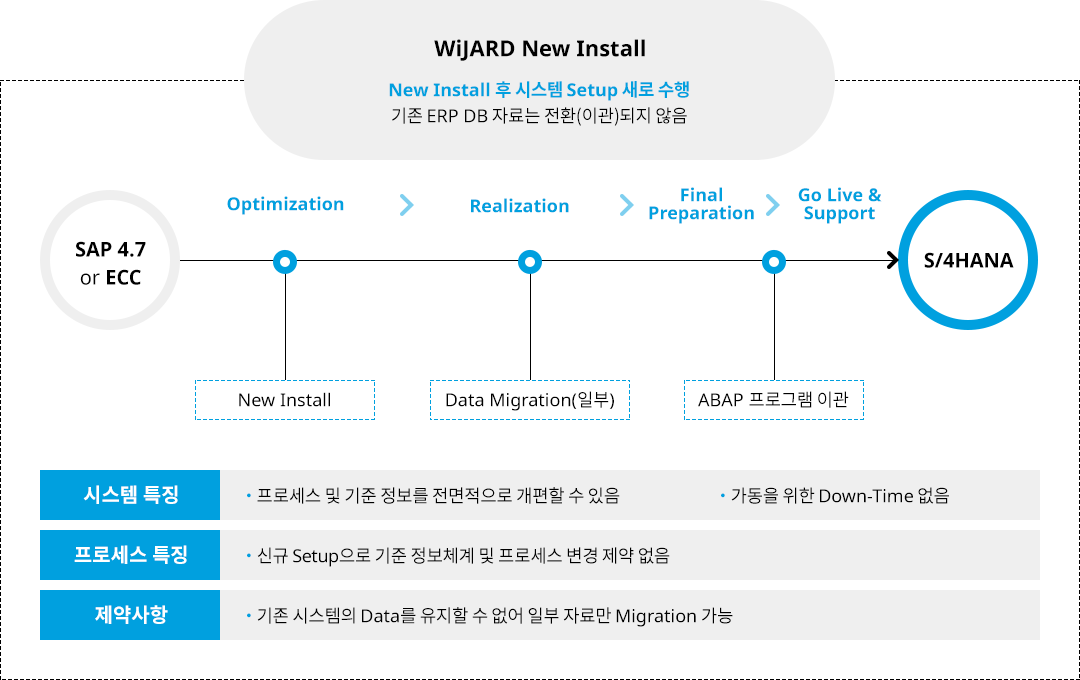 WiJARD New Install
New Install 후 시스템 Setup 새로 수행
기존 ERP DB 자료는 전환(이관)되지 않음
Optimization
Realization
Final
Preparation
Go Live &
Support
SAP 4.7
or ECC
S/4HANA
New Install
Data Migration(일부)
ABAP 프로그램 이관
시스템 특징
• 프로세스 및 기준 정보를 전면적으로 개편할 수 있음
• 가동을 위한 Down-Time 없음
프로세스 특징
• 신규 Setup으로 기준 정보체계 및 프로세스 변경 제약 없음
제약사항
• 기존 시스템의 Data를 유지할 수 없어 일부 자료만 Migration 가능